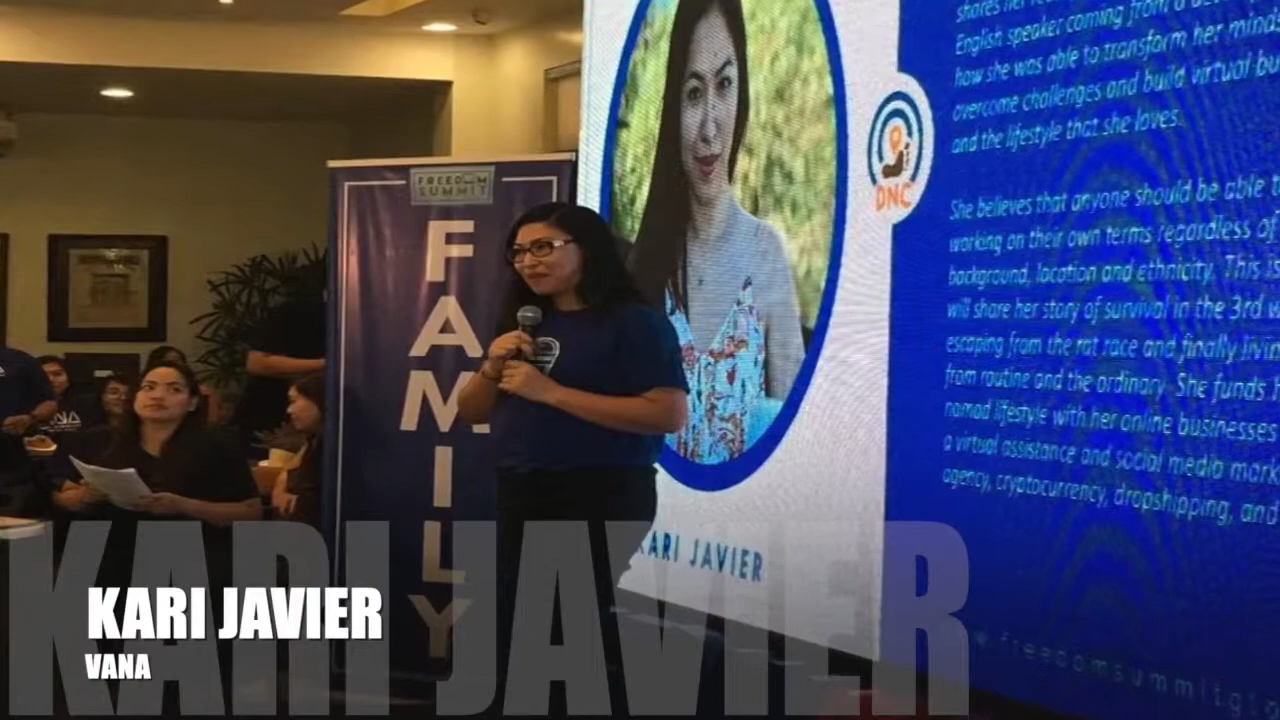 FREEDOM
SUMMIT
FAMILY
shares her
English speaker coming from a
how she was able to transform her
overcome challenges and build virtual
and the lifestyle that she loves.
DNC
She believes that anyone should be able
working on their own terms regardless of
background, location and ethnicity. This is
will share her story of survival in the 3rd
escaping from the rat race and finally
from routine and the ordinary. She funds
nomad lifestyle with her online businesses
a virtual assistance and social media
agency, cryptocurrency, dropshipping, and
KARI JAVIER
KARI JAVIER
KARI JAVIER
VANA